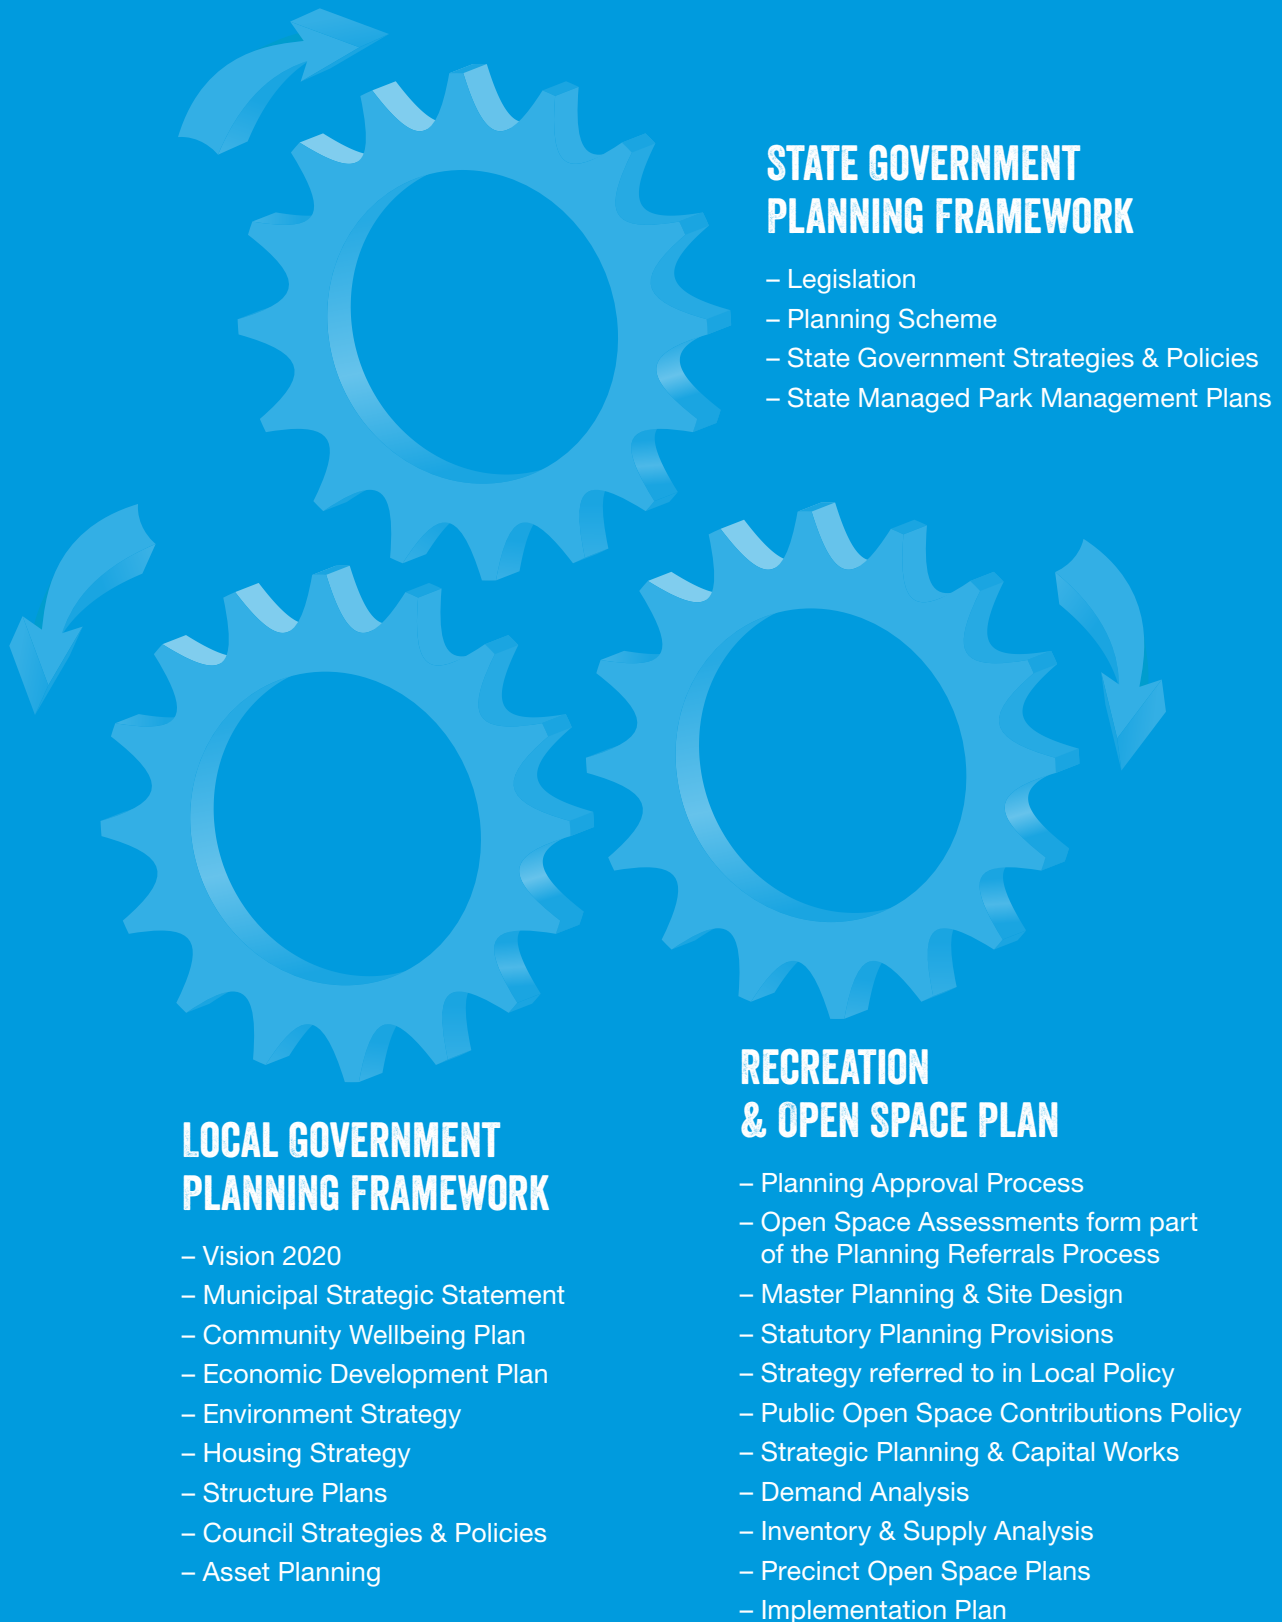 STATE GOVERNMENT
PLANNING FRAMEWORK
– Legislation
– Planning Scheme
– State Government Strategies & Policies
– State Managed Park Management Plans
LOCAL GOVERNMENT
PLANNING FRAMEWORK
– Vision 2020
– Municipal Strategic Statement
– Community Wellbeing Plan
– Economic Development Plan
– Environment Strategy
– Housing Strategy
– Structure Plans
– Council Strategies & Policies
– Asset Planning
RECREATION
& OPEN SPACE PLAN
– Planning Approval Process
– Open Space Assessments form part
of the Planning Referrals Process
– Master Planning & Site Design
– Statutory Planning Provisions
– Strategy referred to in Local Policy
– Public Open Space Contributions Policy
– Strategic Planning & Capital Works
– Demand Analysis
– Inventory & Supply Analysis
– Precinct Open Space Plans
– Implementation Plan